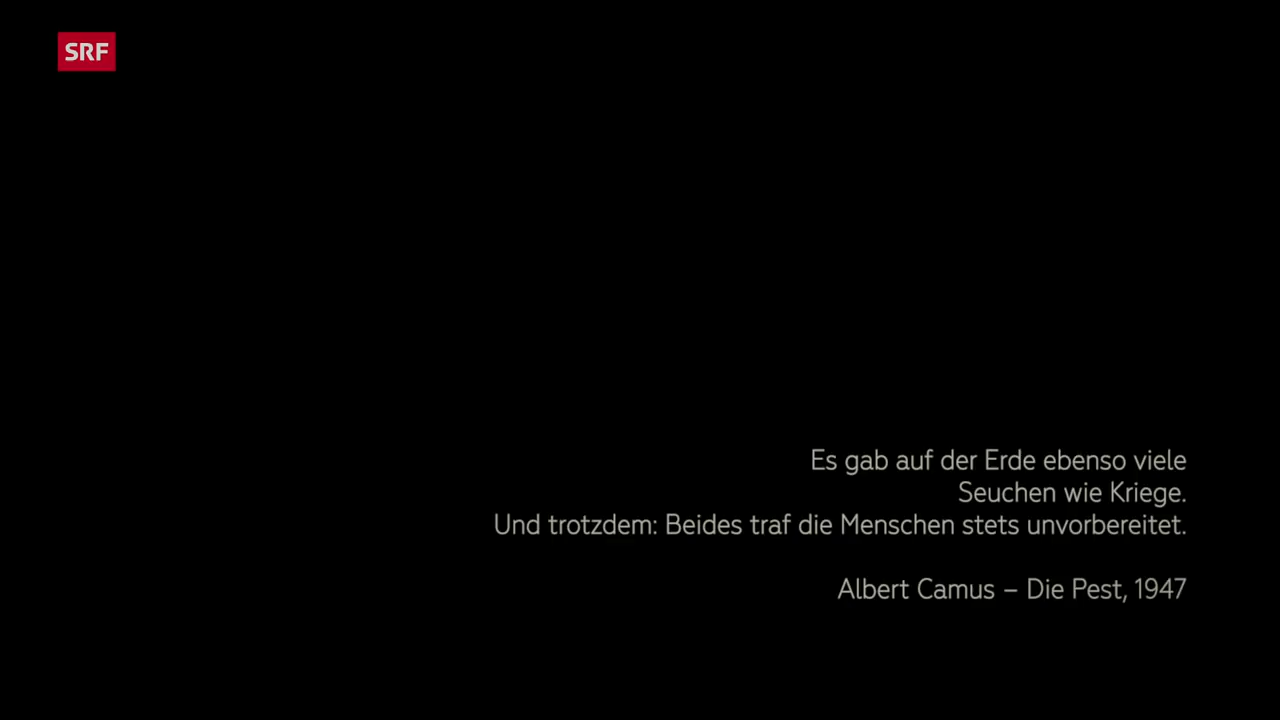 SRF
Es gab auf der Erde ebenso viele
Seuchen wie Kriege.
Und trotzdem: Beides traf die Menschen stets unvorbereitet.
Albert Camus – Die Pest, 1947